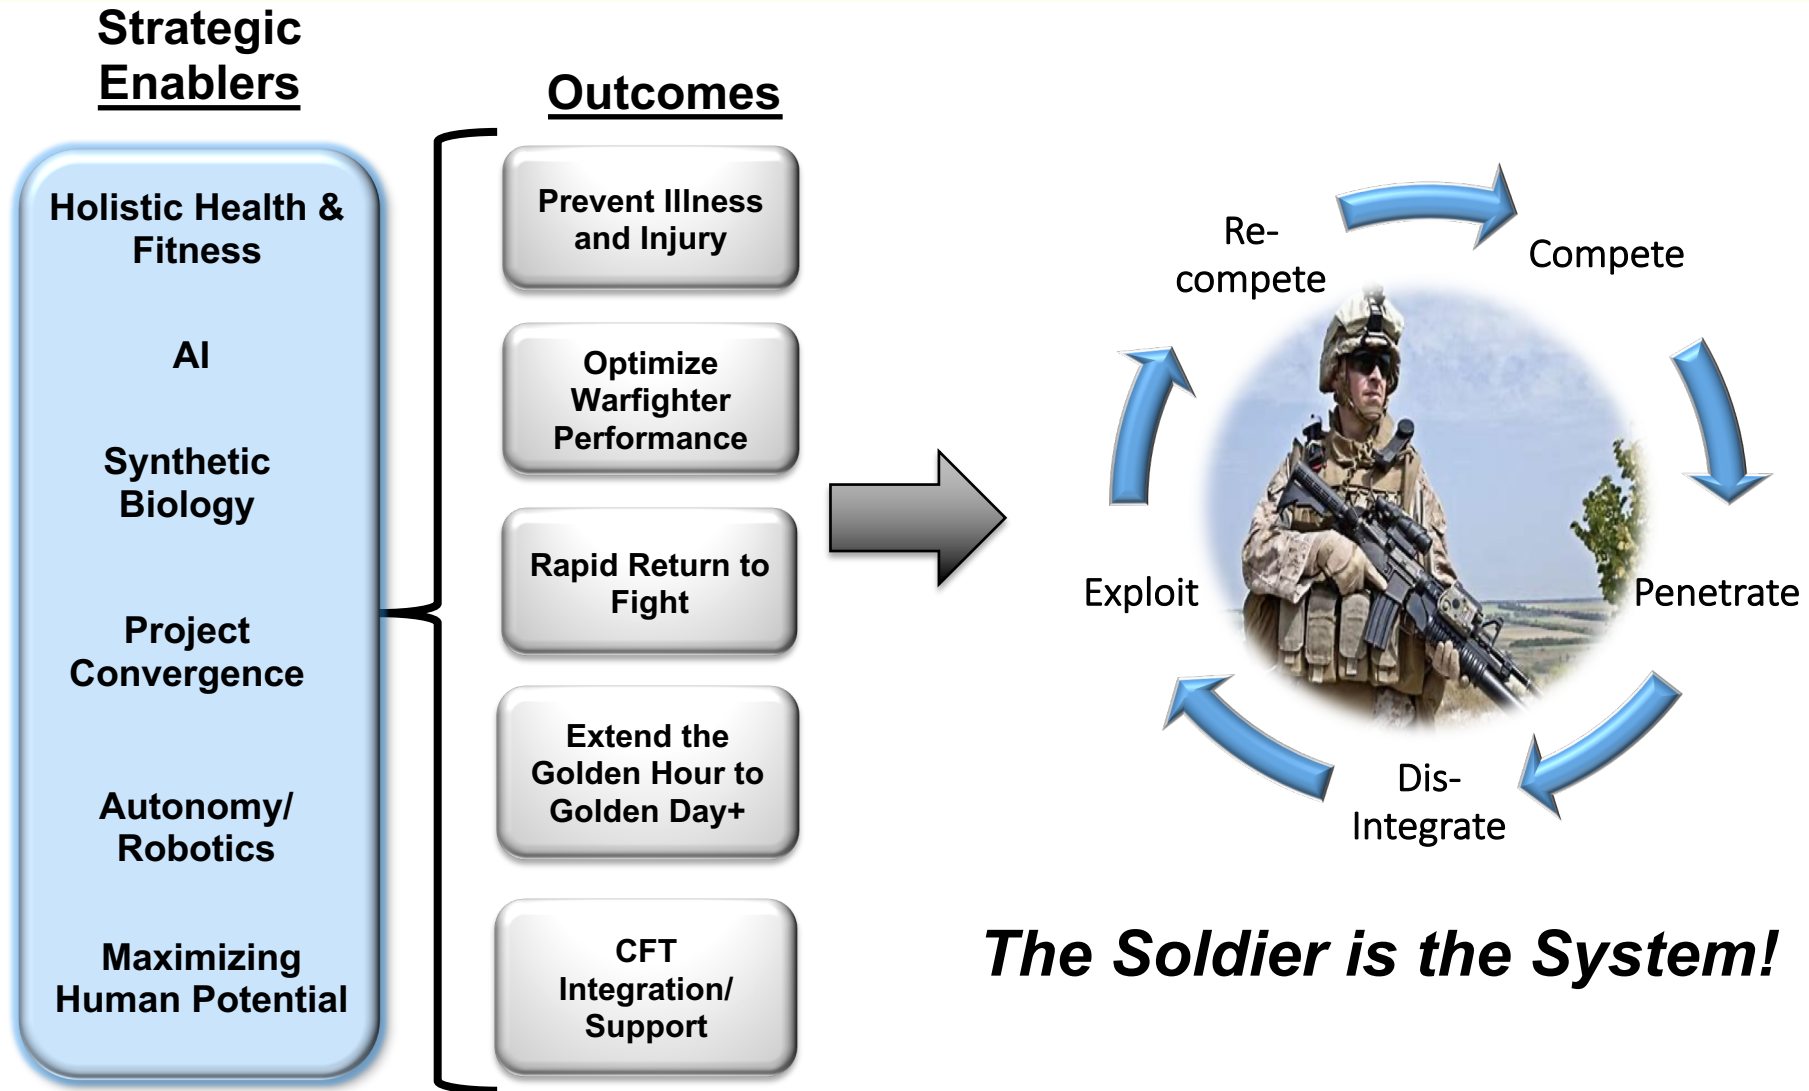 Strategic
Enablers
Holistic Health &
Fitness
AI
Synthetic
Biology
Project
Convergence
Autonomy/
Robotics
Maximizing
Human Potential
Outcomes
Prevent Illness
and Injury
Optimize
Warfighter
Performance
Rapid Return to
Fight
Extend the
Golden Hour to
Golden Day+
CFT
Integration/
Support
Re-
compete
Compete
Penetrate
Dis-
Integrate
Exploit
The Soldier is the System!